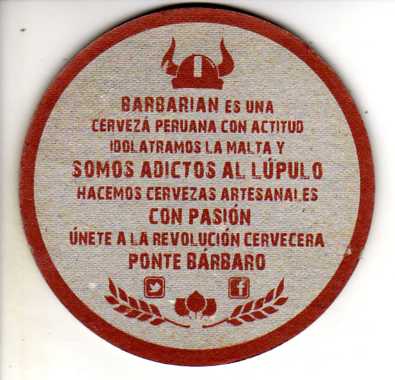 BARBARIAN ES UNA
CERVEZÁ PERUANA CON ACTITUD
IDOLATRAMOS LA MALTA Y
SOMOS ADICTOS AL LÚPULO
HACEMOS CERVEZAS ARTESANALES
CON PASIÓN
ÚNETE A LA REVOLUCIÓN CERVECERA
PONTE BÁRBARO